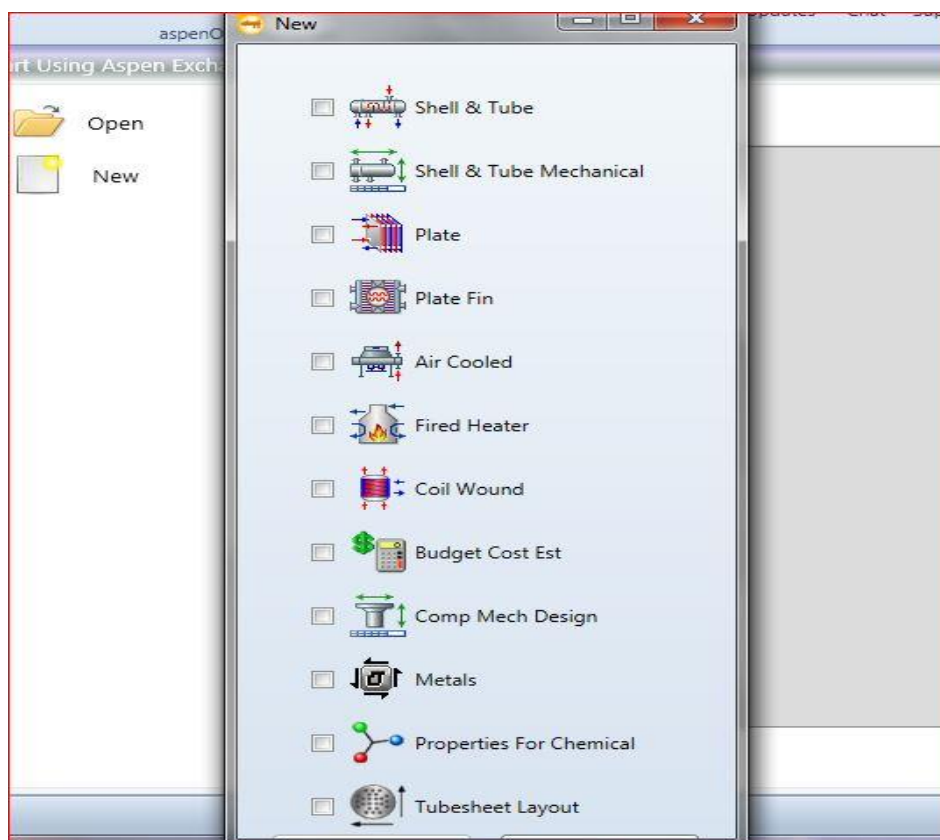 New
aspenO
rt Using Aspen Exch
Open
New
Shell & Tube
Shell & Tube Mechanical
Plate
Plate Fin
Air Cooled
Fired Heater
Coil Wound
Budget Cost Est
Comp Mech Design
Metals
Properties For Chemical
Tubesheet Layout